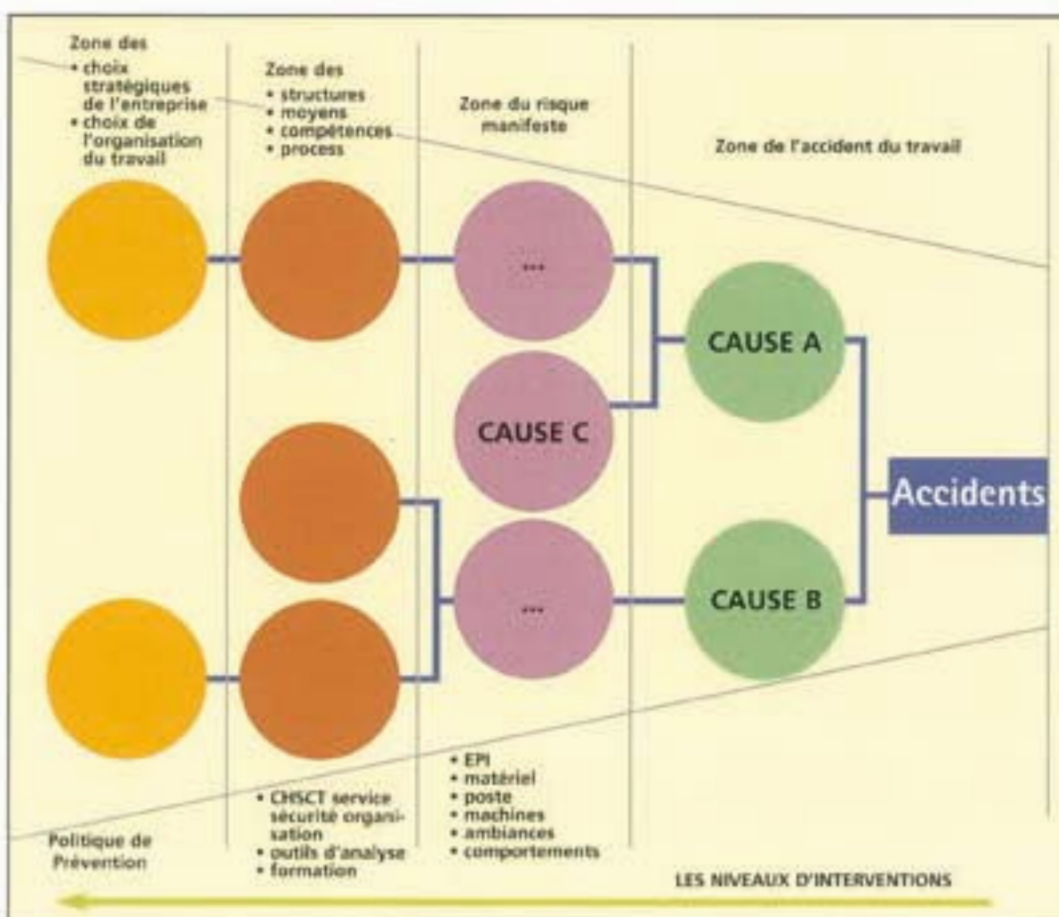 Zone des
• choix
stratégiques
de l'entreprise
• choix de
l'organisation
du travail
Zone des
• structures
• moyens
• compétences
• process
Zone du risque
manifeste
Zone de l'accident du travail
...
CAUSE A
CAUSE C
Accidents
...
CAUSE B
Politique de
Prévention
• CHSCT service
sécurité organi-
sation
• outils d'analyse
• formation
• EPI
• matériel
• poste
• machines
• ambiances
• comportements
LES NIVEAUX D'INTERVENTIONS